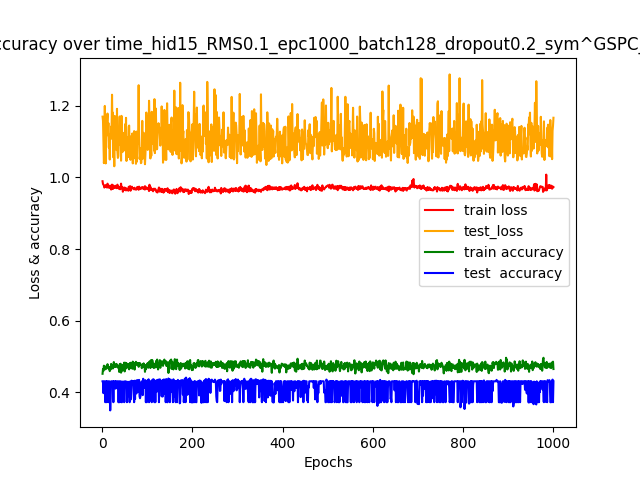 ccuracy over time_hid15_RMS0.1_epc1000_batch128_dropout0.2_sym^GSPC_
1.2
1.0
0.8
0.6
0.4
Loss & accuracy
train loss
test_loss
train accuracy
test  accuracy
0
200
400
600
800
1000
Epochs